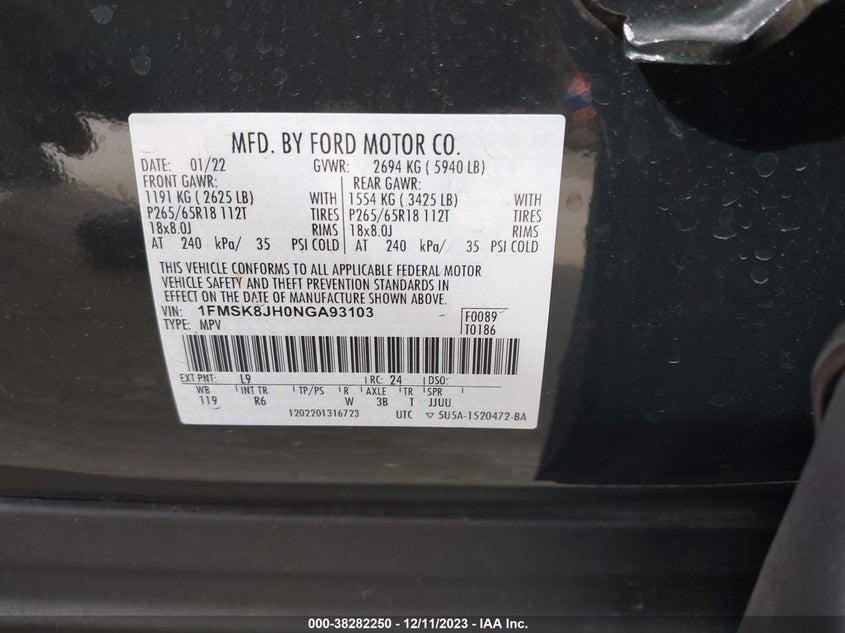 MFD. BY FORD MOTOR CO.
DATE: 01/22 GVWR: 2694 KG ( 5940 LB)
FRONT GAWR: REAR GAWR:
1191 KG ( 2625 LB) WITH 1554 KG ( 3425 LB) WITH
P265/65R18 112T TIRES P265/65R18 112T TIRES
18x8.0J RIMS 18x8.0J RIMS
AT 240 kPa/ 35 PSI COLD AT 240 kPa/ 35 PSI COLD
THIS VEHICLE CONFORMS TO ALL APPLICABLE FEDERAL MOTOR
VEHICLE SAFETY AND THEFT PREVENTION STANDARDS IN
EFFECT ON THE DATE OF MANUFACTURE SHOWN ABOVE.
VIN: 1FMSK8JH0NGA93103 F0089
TYPE: MPV T0186
EXT PNT: L9 RC: 24 DSO:
WB INT TR TP/PS R AXLE TR SPR
119 R6 W 3B T JJUU
1202201316723 UTC ▽ 5U5A-1520472-BA
000-38282250 - 12/11/2023 - IAA Inc.